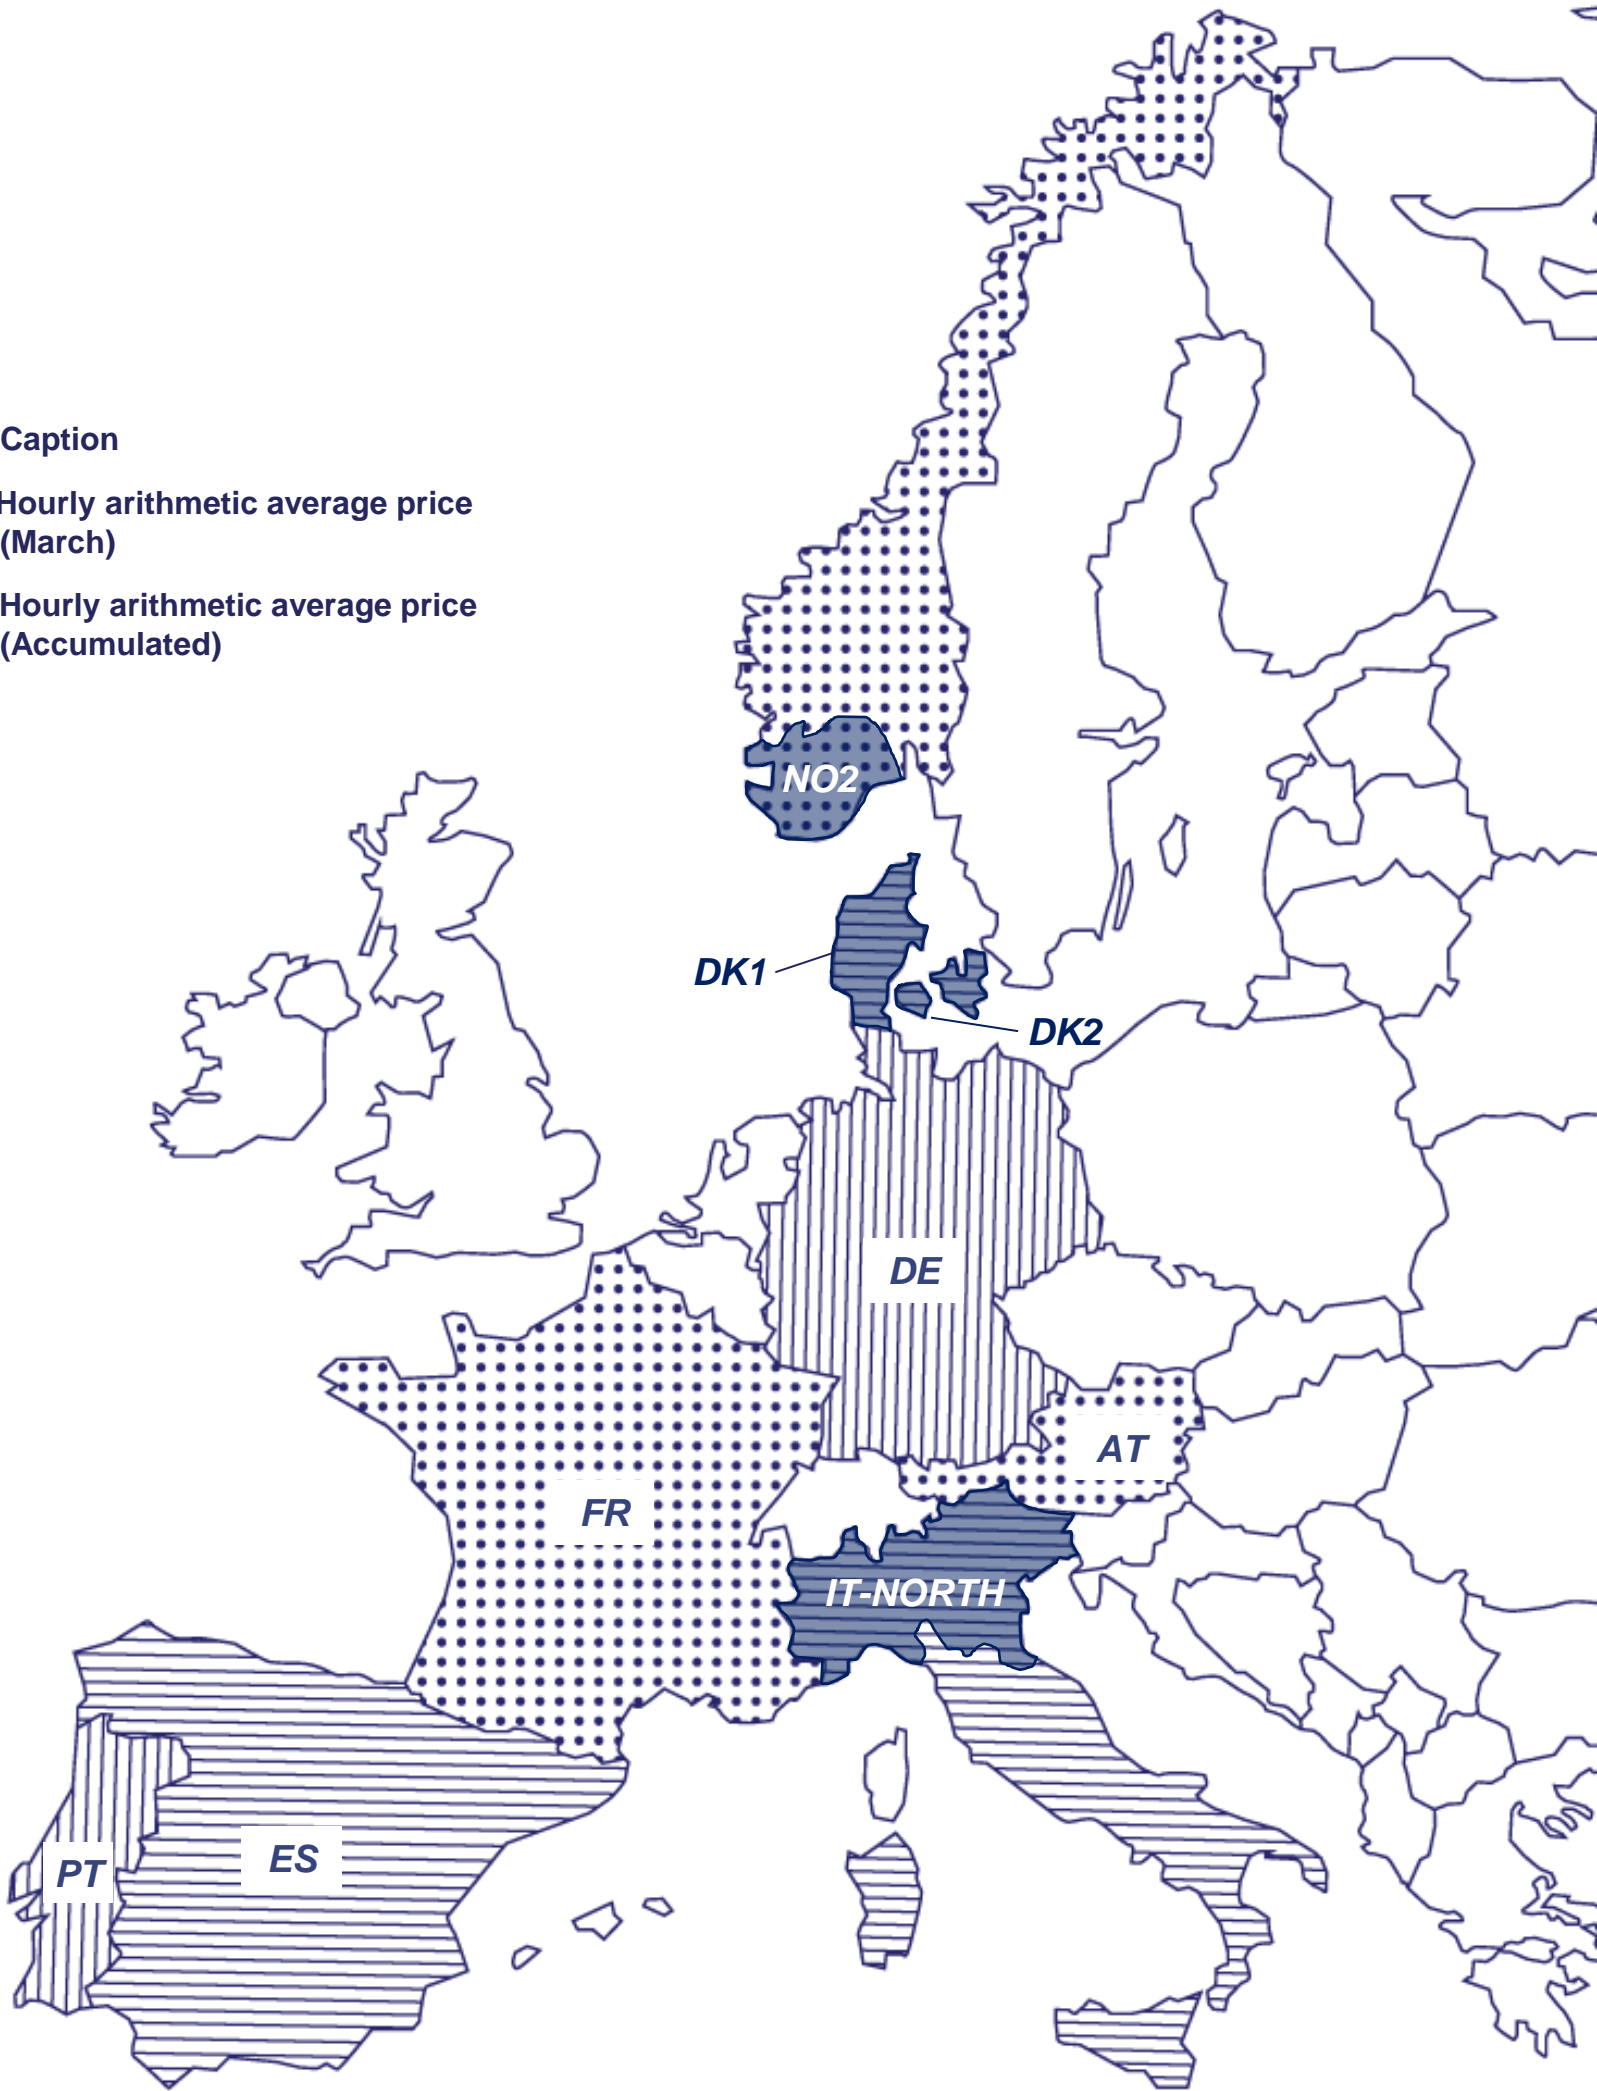 Caption
Hourly arithmetic average price
(March)
Hourly arithmetic average price
(Accumulated)
NO2
DK1
DK2
DE
AT
FR
IT-NORTH
ES
PT